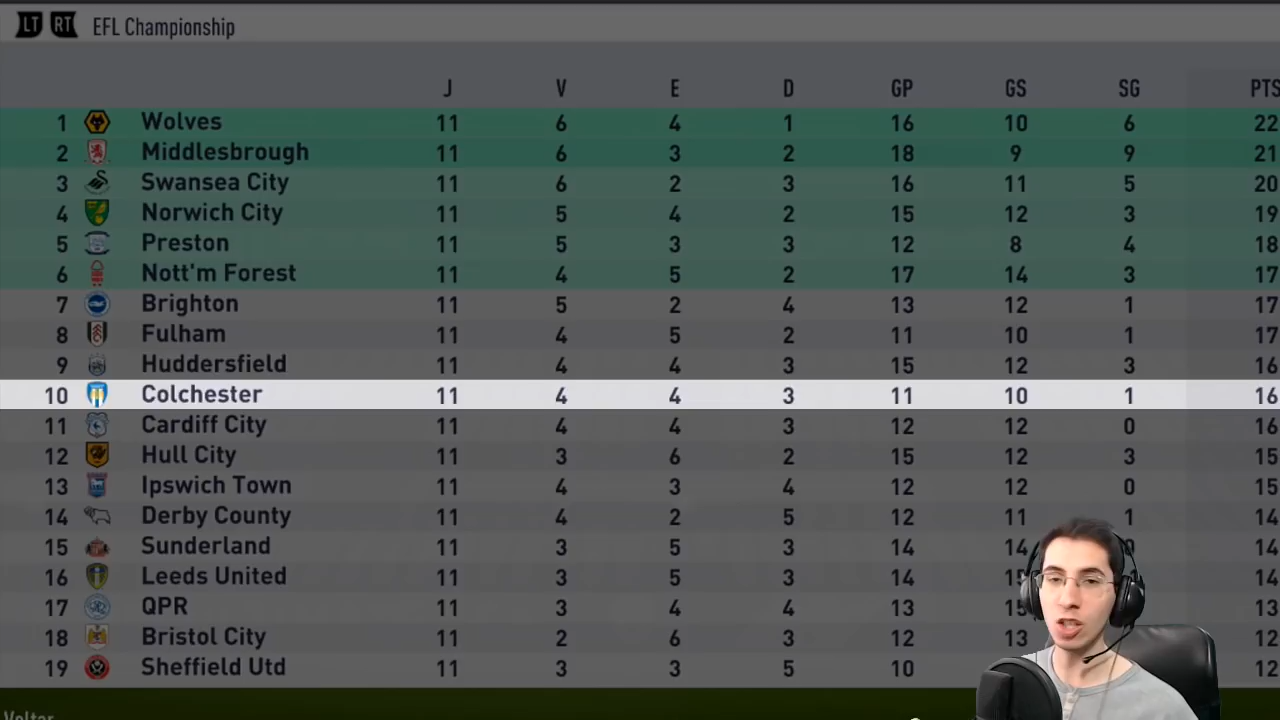 LT RT EFL Championship
J V E D GP GS SG PTS
1 Wolves 11 6 4 1 16 10 6 22
2 Middlesbrough 11 6 3 2 18 9 9 21
3 Swansea City 11 6 2 3 16 11 5 20
4 Norwich City 11 5 4 2 15 12 3 19
5 Preston 11 5 3 3 12 8 4 18
6 Nott'm Forest 11 4 5 2 17 14 3 17
7 Brighton 11 5 2 4 13 12 1 17
8 Fulham 11 4 5 2 11 10 1 17
9 Huddersfield 11 4 4 3 15 12 3 16
10 Colchester 11 4 4 3 11 10 1 16
11 Cardiff City 11 4 4 3 12 12 0 16
12 Hull City 11 3 6 2 15 12 3 15
13 Ipswich Town 11 4 3 4 12 12 0 15
14 Derby County 11 4 2 5 12 11 1 14
15 Sunderland 11 3 5 3 14 14 14
16 Leeds United 11 3 5 3 14 14
17 QPR 11 3 4 4 13 13
18 Bristol City 11 2 6 3 12 13 12
19 Sheffield Utd 11 3 3 5 10 12